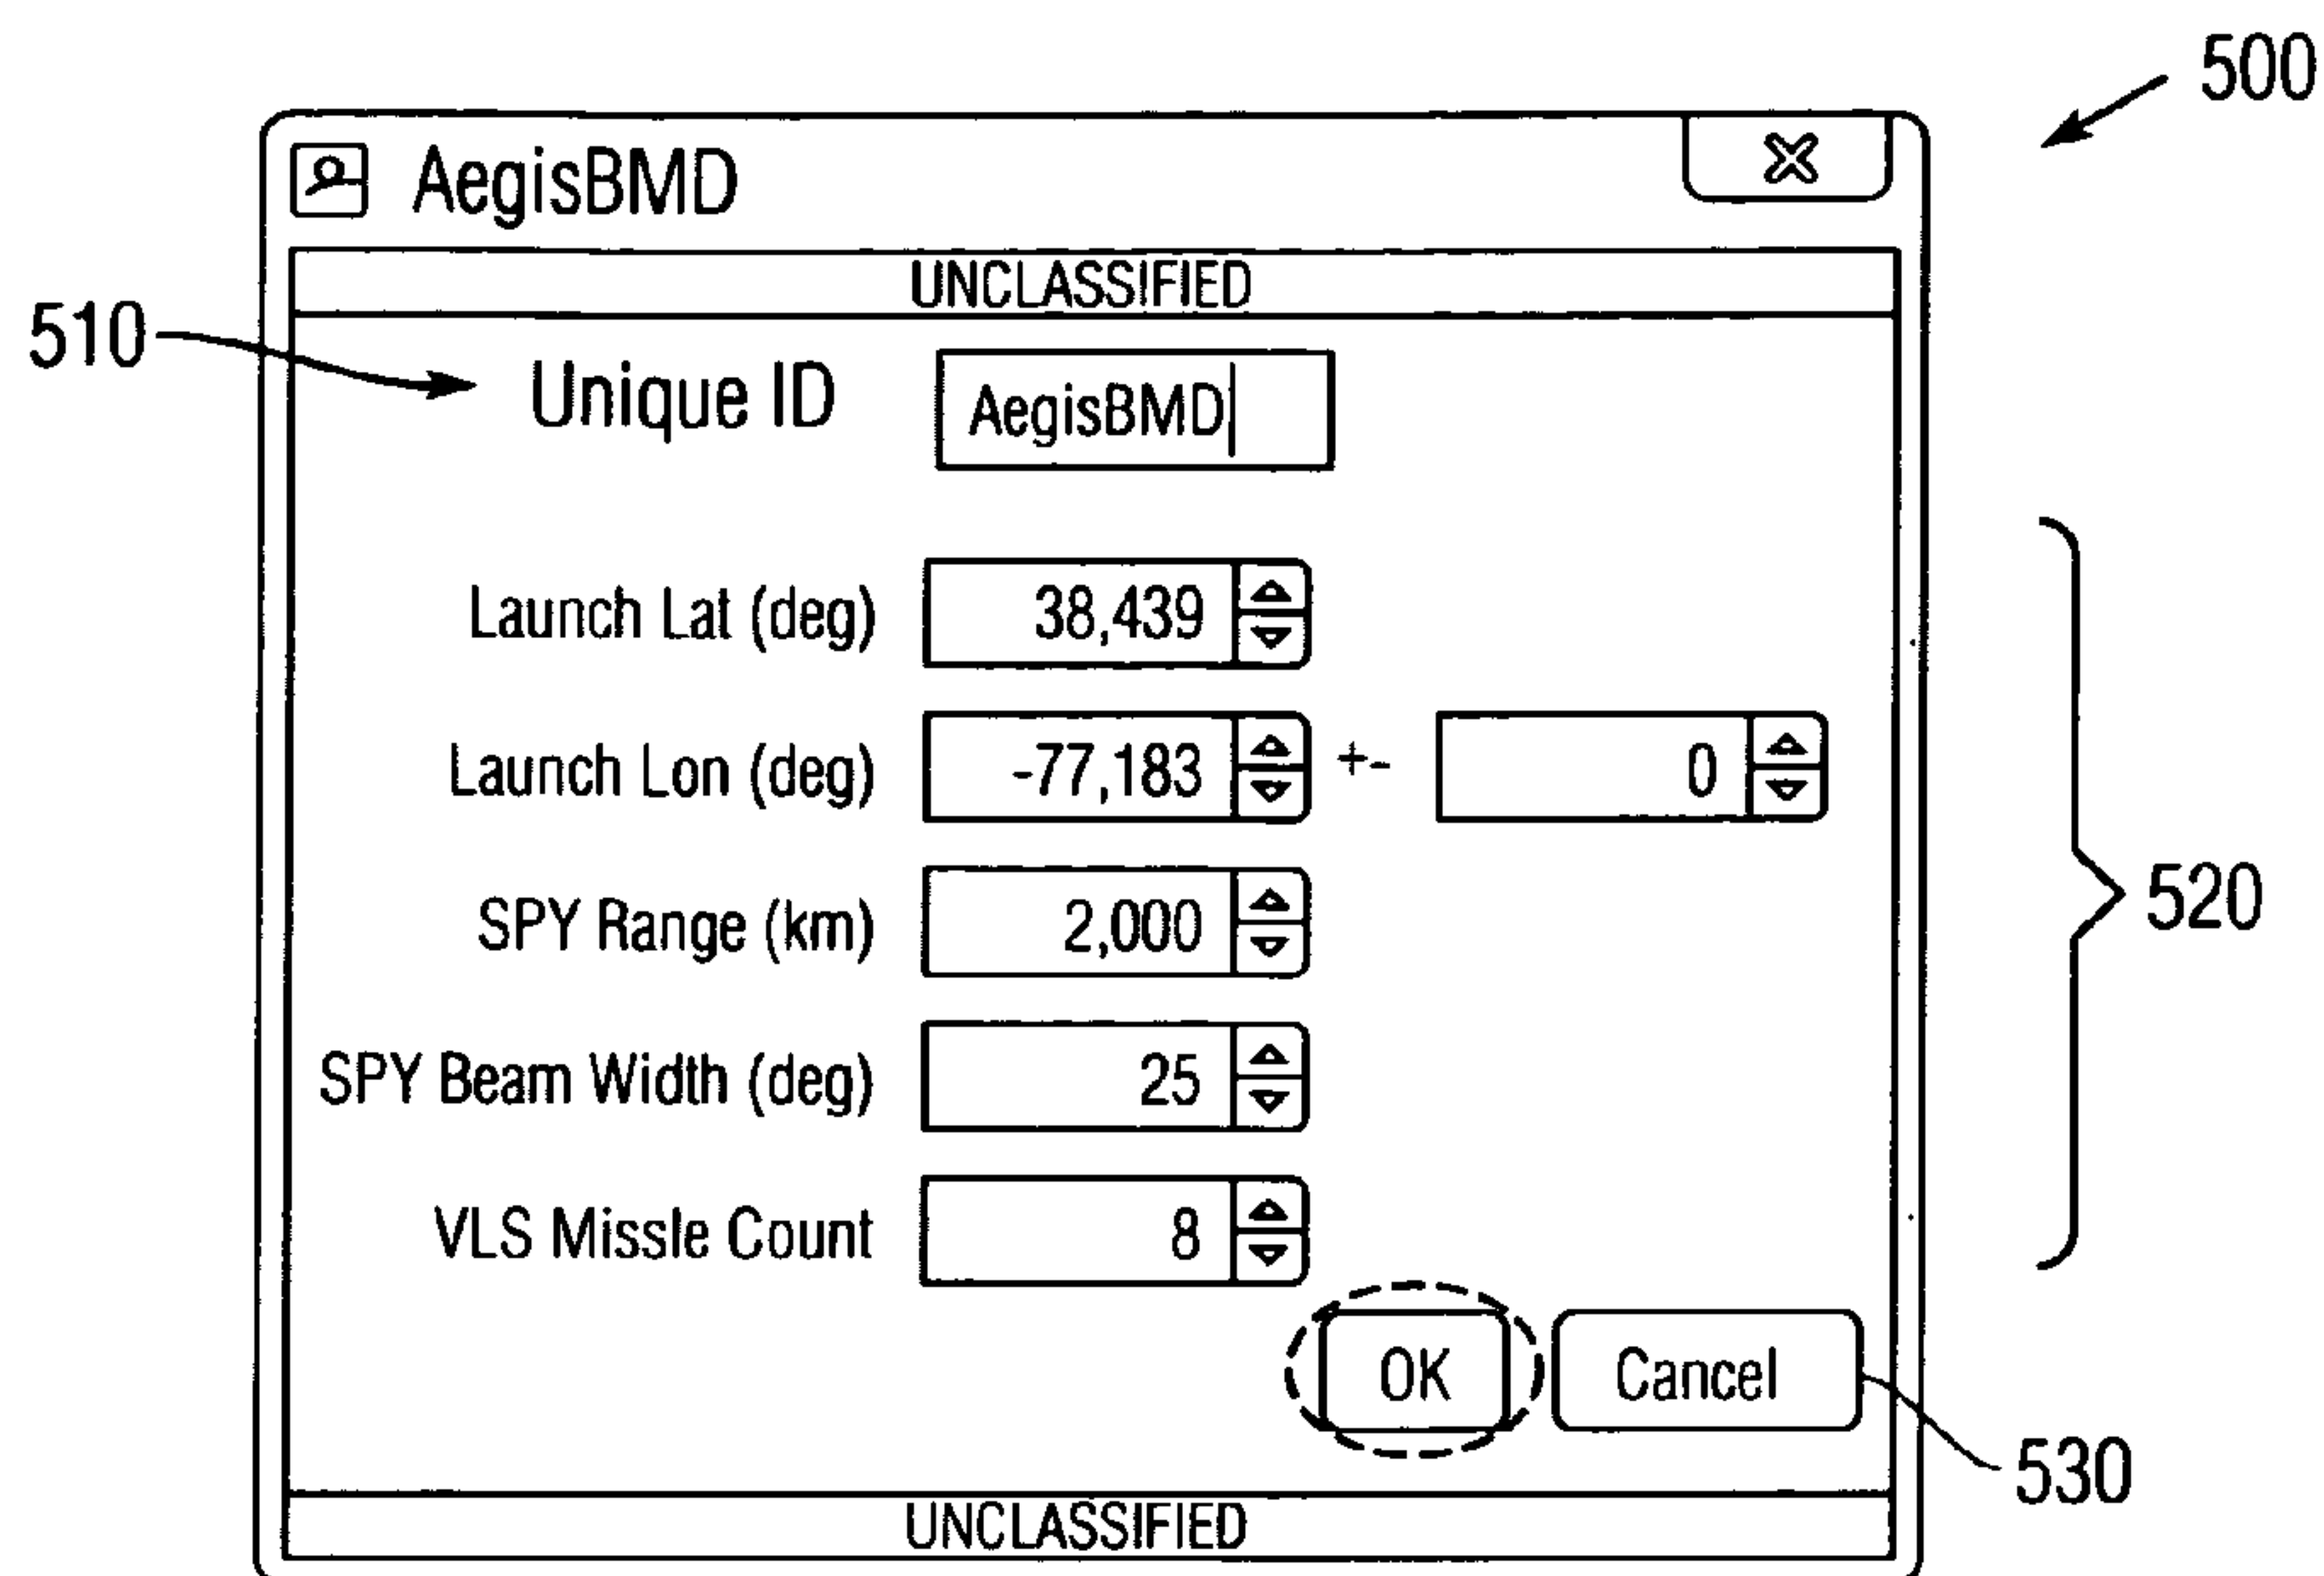 500
AegisBMD
UNCLASSIFIED
510
Unique ID AegisBMD
Launch Lat (deg) 38,439
Launch Lon (deg) -77,183 +- 0
SPY Range (km) 2,000
520
SPY Beam Width (deg) 25
VLS Missle Count 8
OK Cancel
530
UNCLASSIFIED